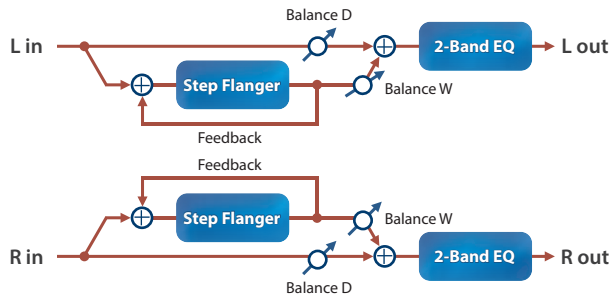 Balance D
L in
2-Band EQ
L out
Step Flanger
Balance W
Feedback
Feedback
Step Flanger
Balance W
R in
2-Band EQ
R out
Balance D